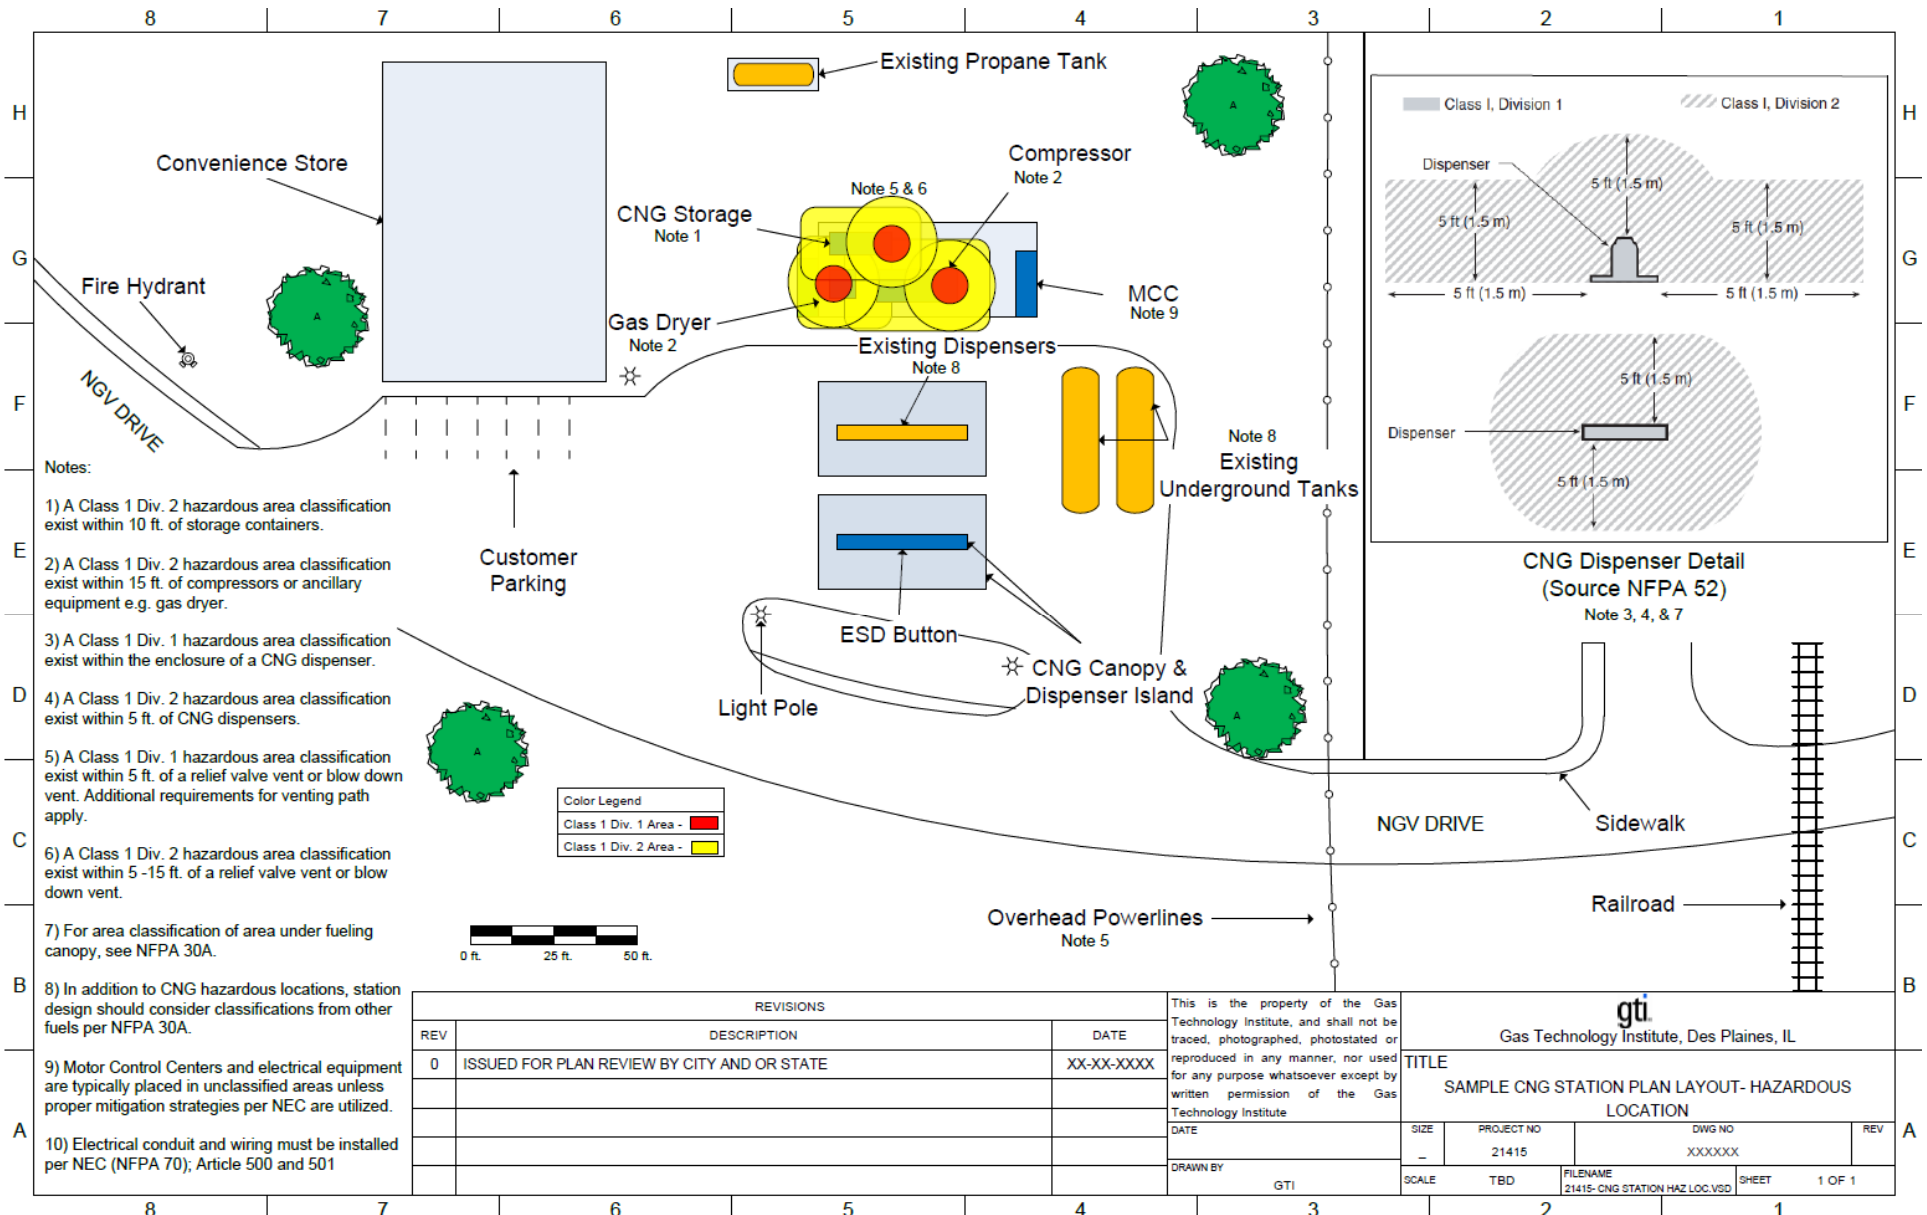 8 7 6 5 4 3 2 1
H
G
F
E
D
C
B
A
H
G
F
E
D
C
B
A
Existing Propane Tank
Convenience Store
Compressor
Note 2
Note 5 & 6
CNG Storage
Note 1
Fire Hydrant
A
A
A
A
MCC
Note 9
Gas Dryer
Note 2
Existing Dispensers
Note 8
NGV DRIVE
Note 8
Existing
Underground Tanks
Customer
Parking
ESD Button
CNG Canopy &
Dispenser Island
Light Pole
Class I, Division 1
Class I, Division 2
Dispenser
5 ft (1.5 m)
5 ft (1.5 m)
5 ft (1.5 m)
5 ft (1.5 m)
5 ft (1.5 m)
5 ft (1.5 m)
Dispenser
5 ft (1.5 m)
CNG Dispenser Detail
(Source NFPA 52)
Note 3, 4, & 7
NGV DRIVE
Sidewalk
Railroad
Overhead Powerlines
Note 5
Color Legend
Class 1 Div. 1 Area -
Class 1 Div. 2 Area -
0 ft. 25 ft. 50 ft.
Notes:
1) A Class 1 Div. 2 hazardous area classification
exist within 10 ft. of storage containers.
2) A Class 1 Div. 2 hazardous area classification
exist within 15 ft. of compressors or ancillary
equipment e.g. gas dryer.
3) A Class 1 Div. 1 hazardous area classification
exist within the enclosure of a CNG dispenser.
4) A Class 1 Div. 2 hazardous area classification
exist within 5 ft. of CNG dispensers.
5) A Class 1 Div. 1 hazardous area classification
exist within 5 ft. of a relief valve vent or blow down
vent. Additional requirements for venting path
apply.
6) A Class 1 Div. 2 hazardous area classification
exist within 5 -15 ft. of a relief valve vent or blow
down vent.
7) For area classification of area under fueling
canopy, see NFPA 30A.
8) In addition to CNG hazardous locations, station
design should consider classifications from other
fuels per NFPA 30A.
9) Motor Control Centers and electrical equipment
are typically placed in unclassified areas unless
proper mitigation strategies per NEC are utilized.
10) Electrical conduit and wiring must be installed
per NEC (NFPA 70); Article 500 and 501
REVISIONS
REV DESCRIPTION DATE
0 ISSUED FOR PLAN REVIEW BY CITY AND OR STATE XX-XX-XXXX
This is the property of the Gas
Technology Institute, and shall not be
traced, photographed, photostated or
reproduced in any manner, nor used
for any purpose whatsoever except by
written permission of the Gas
Technology Institute
DATE
DRAWN BY
GTI
gti
Gas Technology Institute, Des Plaines, IL
TITLE
SAMPLE CNG STATION PLAN LAYOUT- HAZARDOUS
LOCATION
SIZE PROJECT NO DWG NO REV
_ 21415 XXXXXX
SCALE TBD FILENAME SHEET 1 OF 1
21415- CNG STATION HAZ LOC.VSD
8 7 6 5 4 3 2 1